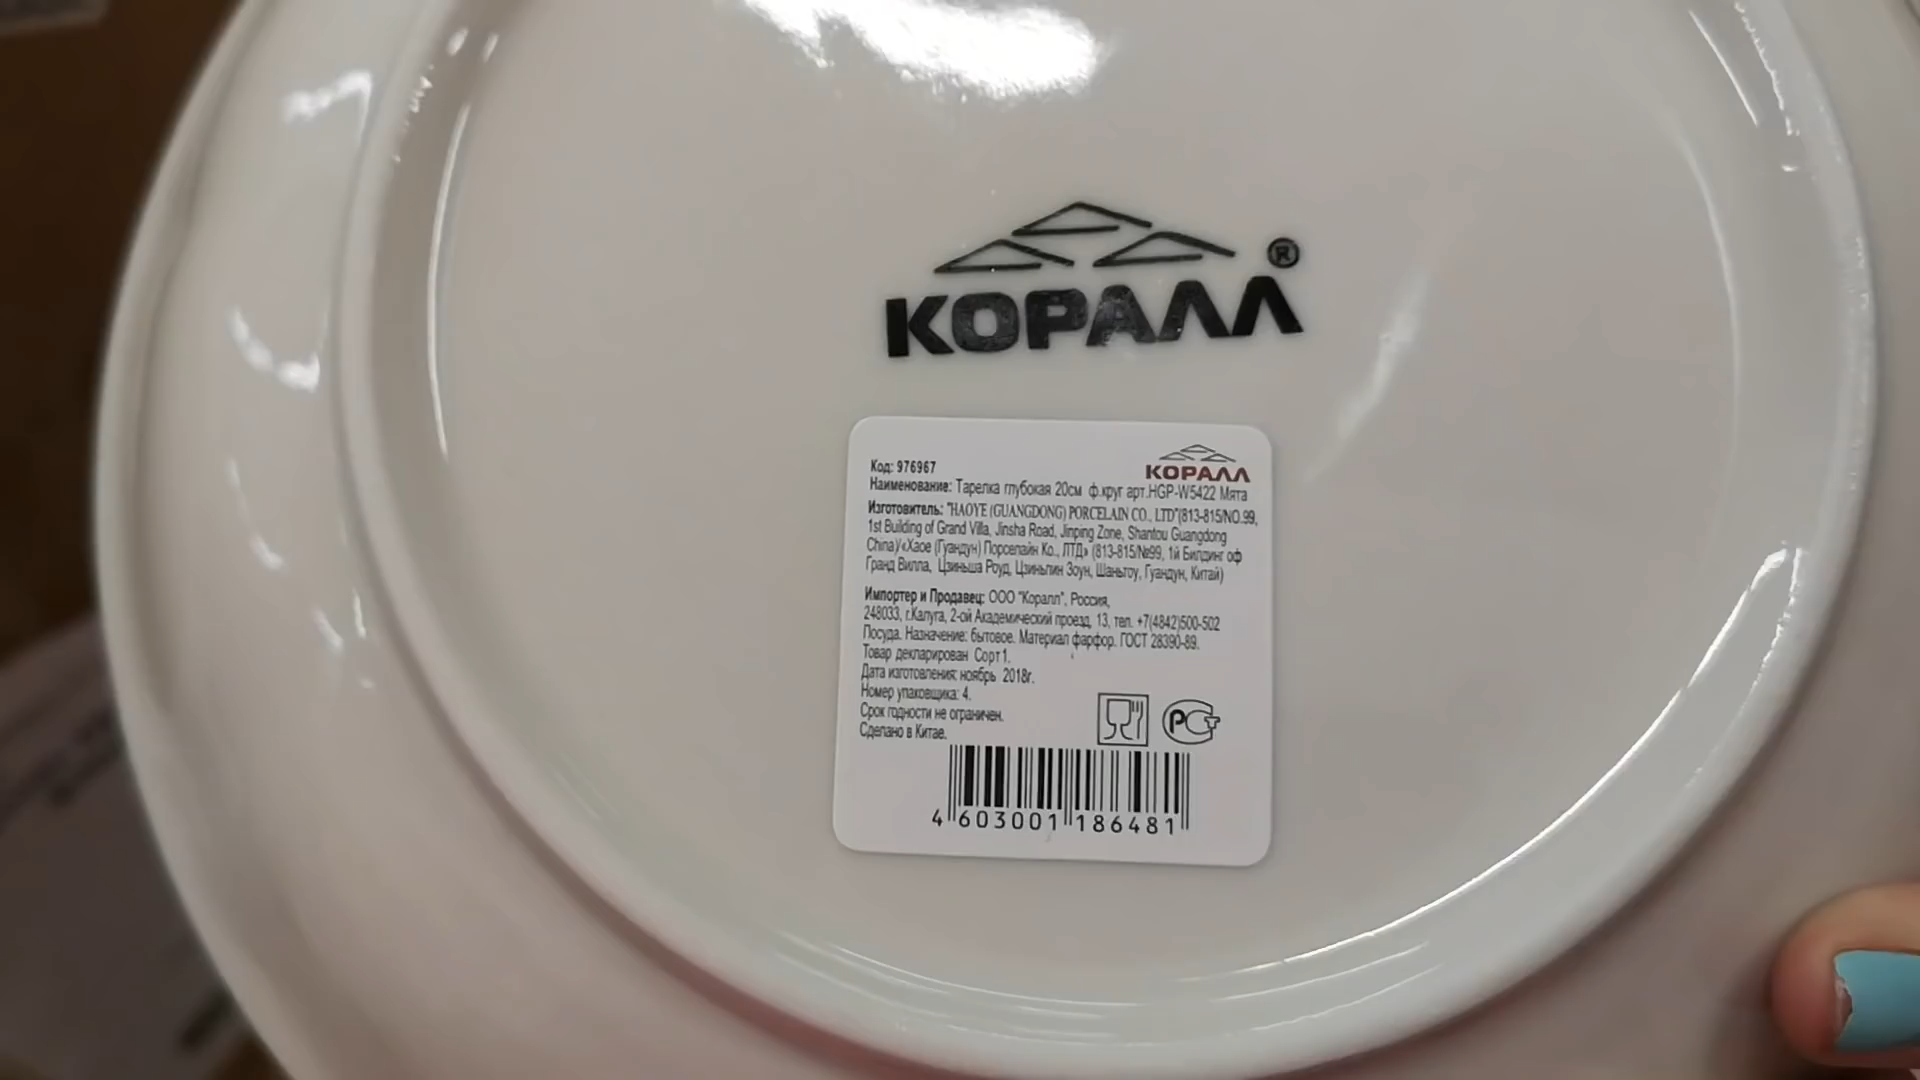 КОРАЛЛ®
Код: 976967
КОРАЛЛ
Наименование: Тарелка глубокая 20см ф.круг арт.HGP-W5422 Мята
Изготовитель: "HAOYE (GUANGDONG) PORCELAIN CO., LTD"(813-815/NO.99,
1st Building of Grand Villa, Jinsha Road, Jinping Zone, Shantou Guangdong
China)/«Хаое (Гуандун) Порселайн Ко., ЛТД» (813-815/№99, 1й Билдинг оф
Гранд Вилла, Цзиньша Роуд, Цзиньпин Зоун, Шаньтоу, Гуандун, Китай)
Импортер и Продавец: ООО "Коралл", Россия,
248033, г.Калуга, 2-ой Академический проезд, 13, тел. +7(4842)500-502
Посуда. Назначение: бытовое. Материал фарфор. ГОСТ 28390-89.
Товар декларирован Сорт 1.
Дата изготовления: ноябрь 2018г.
Номер упаковщика: 4.
Срок годности не ограничен.
Сделано в Китае.
РСТ
4 603001 186481